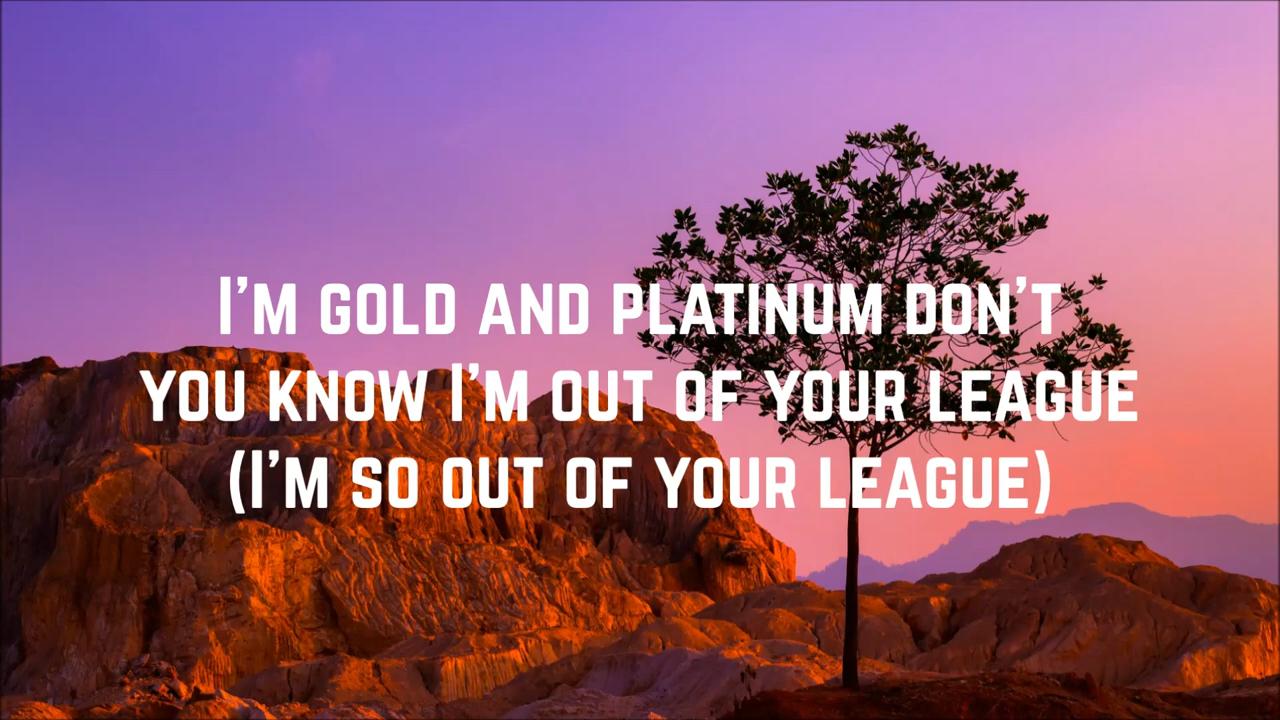 I'm gold and platinum don't
you know I'm out of your league
(I'm so out of your league)